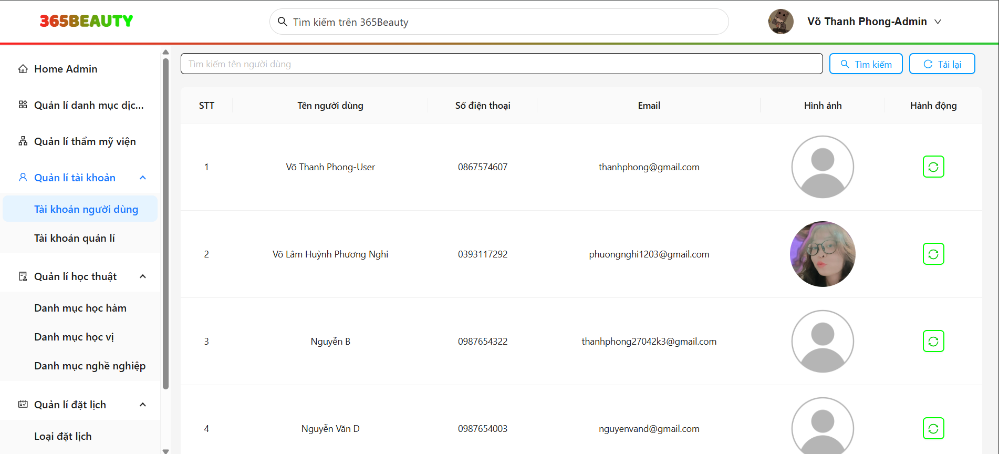 365BEAUTY
Tìm kiếm trên 365Beauty
Võ Thanh Phong-Admin
Home Admin
Quản lí danh mục dịc...
Quản lí thẩm mỹ viện
Quản lí tài khoản
Tài khoản người dùng
Tài khoản quản lí
Quản lí học thuật
Danh mục học hàm
Danh mục học vị
Danh mục nghề nghiệp
Quản lí đặt lịch
Loại đặt lịch
Tìm kiếm tên người dùng
Tìm kiếm
Tải lại
STT Tên người dùng Số điện thoại Email Hình ảnh Hành động
1 Võ Thanh Phong-User 0867574607 thanhphong@gmail.com
2 Võ Lâm Huỳnh Phương Nghi 0393117292 phuongnghi1203@gmail.com
3 Nguyễn B 0987654322 thanhphong27042k3@gmail.com
4 Nguyễn Văn D 0987654003 nguyenvand@gmail.com